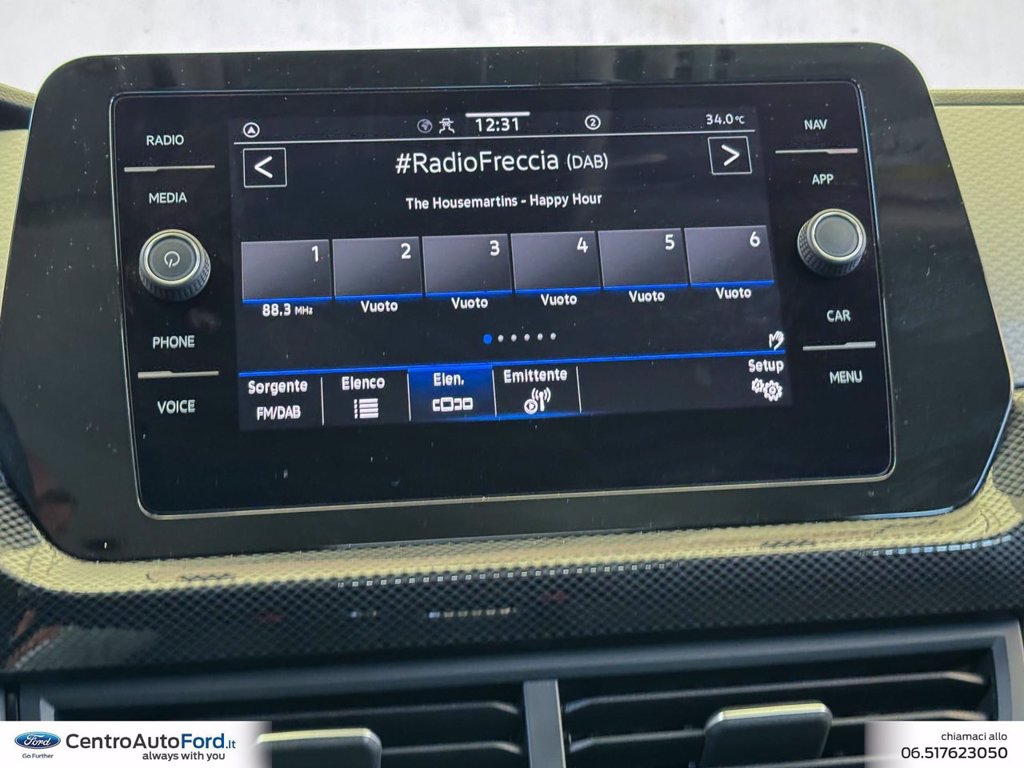 12:31
2
34.0°C
RADIO
MEDIA
PHONE
VOICE
NAV
APP
CAR
MENU
< #RadioFreccia (DAB) >
The Housemartins - Happy Hour
1 2 3 4 5 6
88.3 MHz Vuoto Vuoto Vuoto Vuoto Vuoto
Sorgente Elenco Elen. Emittente Setup
FM/DAB
Ford
Go Further
CentroAutoFord.it
always with you
chiamaci allo
06.517623050